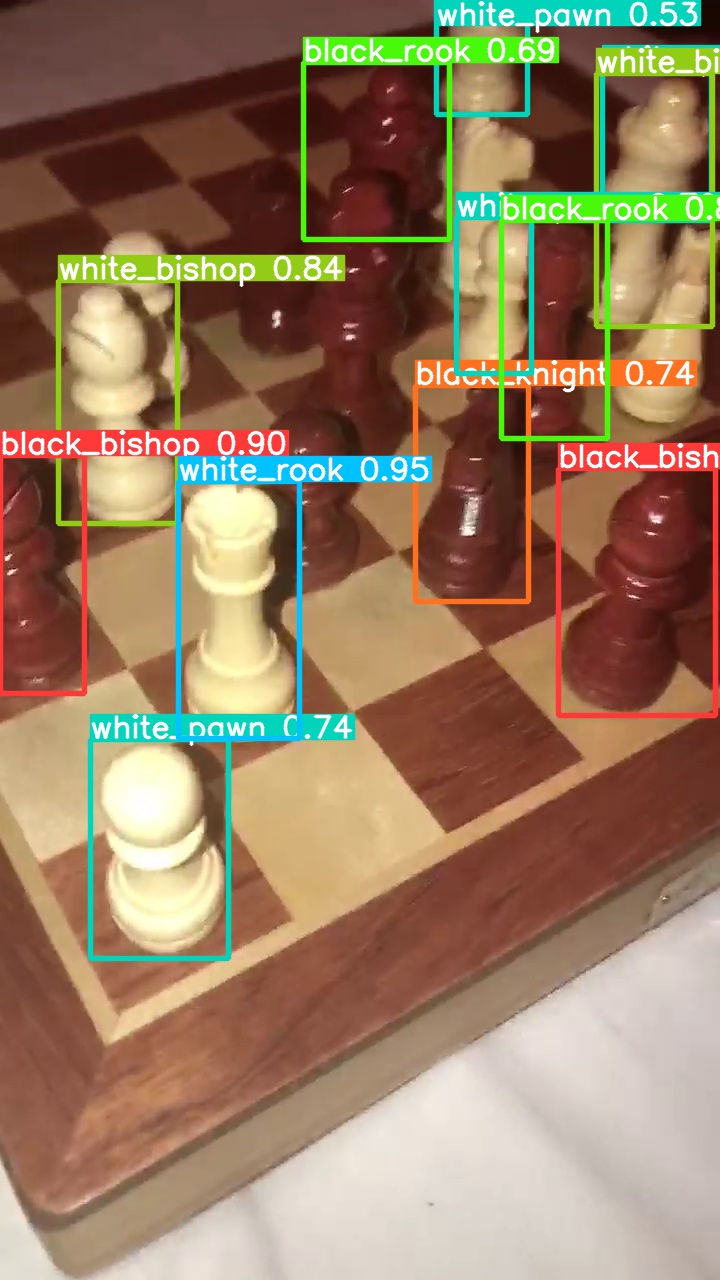 white_pawn 0.53
black_rook 0.69
white_bi
whi
black_rook 0.8
white_bishop 0.84
black_knight 0.74
black_bishop 0.90
black_bish
white_rook 0.95
white_pawn 0.74